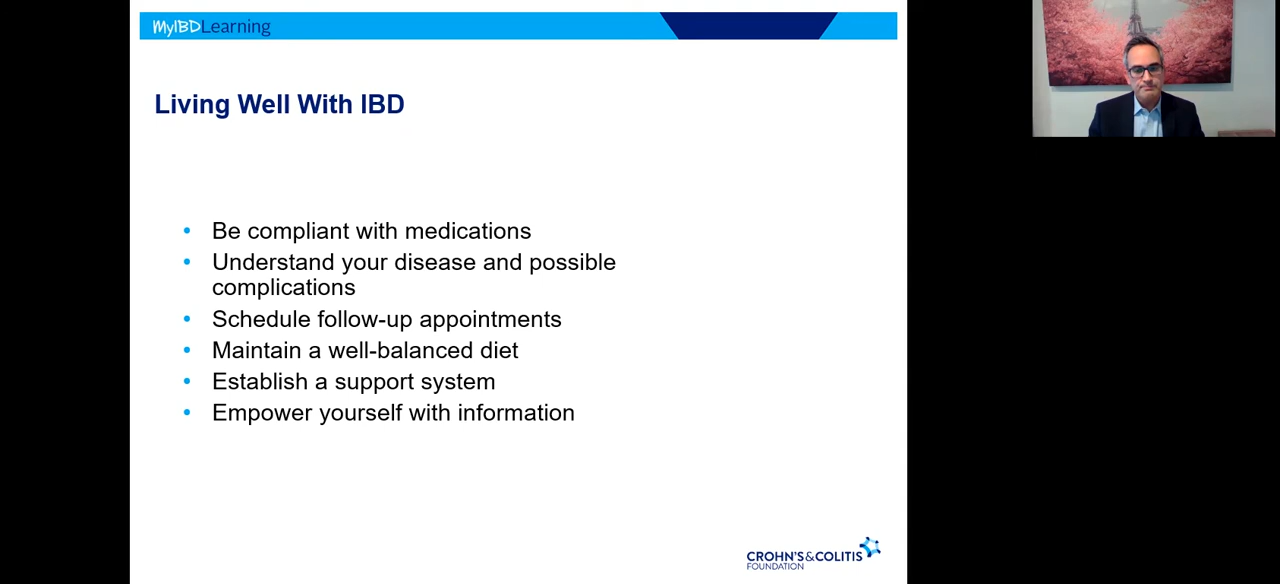 MyIBDLearning
Living Well With IBD
• Be compliant with medications
• Understand your disease and possible
complications
• Schedule follow-up appointments
• Maintain a well-balanced diet
• Establish a support system
• Empower yourself with information
CROHN'S&COLITIS
FOUNDATION